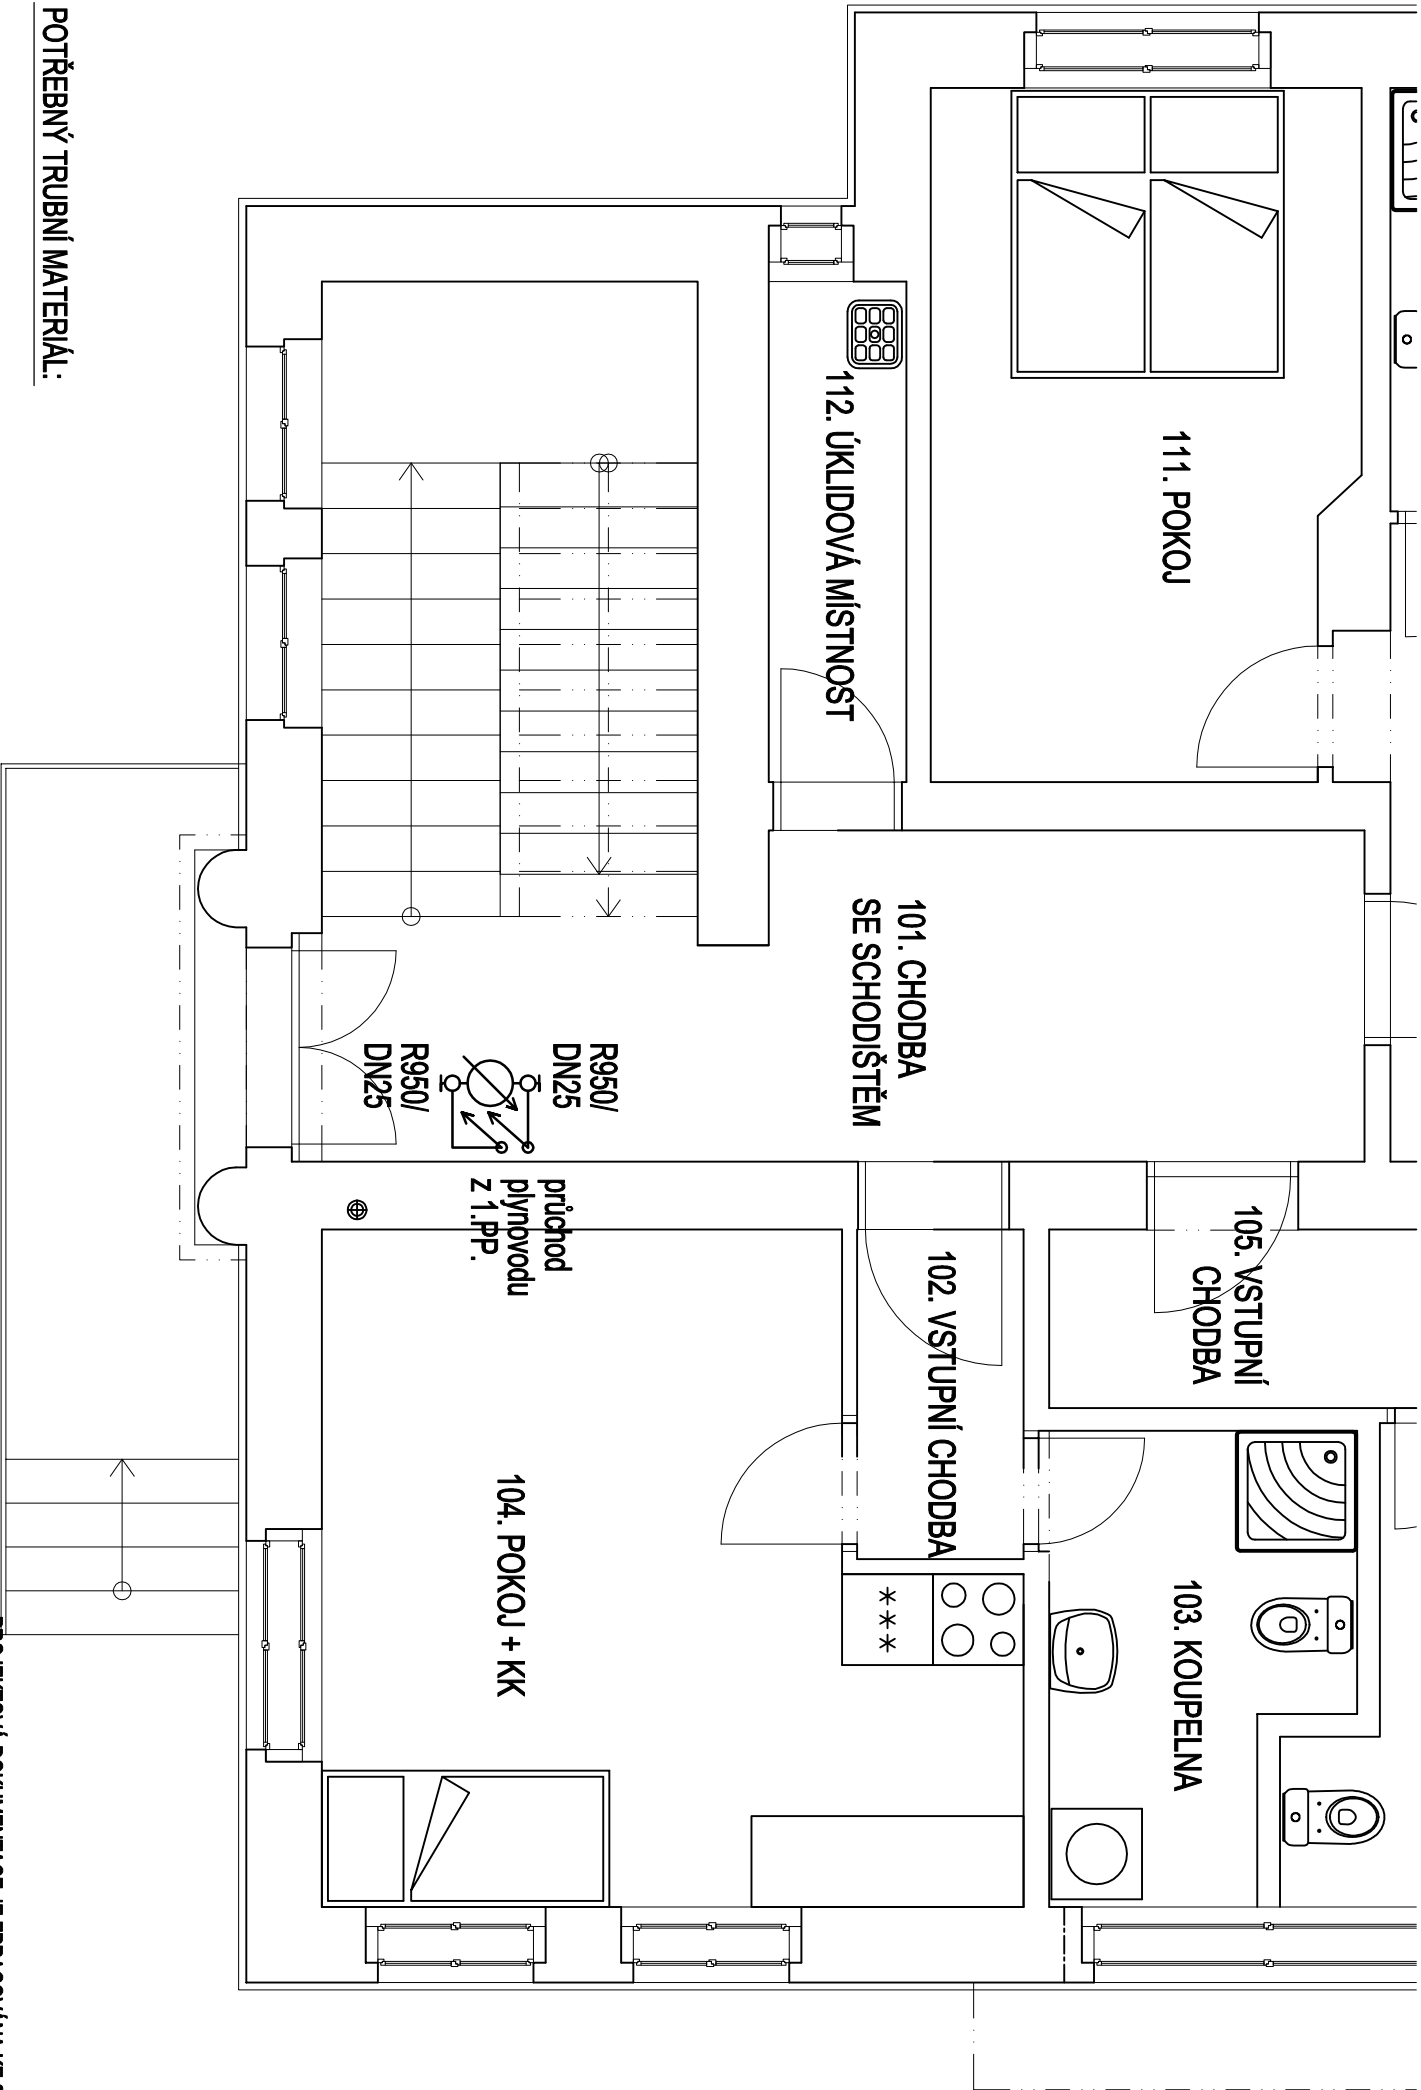 111. POKOJ
112. ÚKLIDOVÁ MÍSTNOST
101. CHODBA
SE SCHODIŠTĚM
105. VSTUPNÍ
CHODBA
102. VSTUPNÍ CHODBA
103. KOUPELNA
104. POKOJ + KK
R950/
DN25
R950/
DN25
průchod
plynovodu
z 1.PP.
***
POTŘEBNÝ TRUBNÍ MATERIÁL: